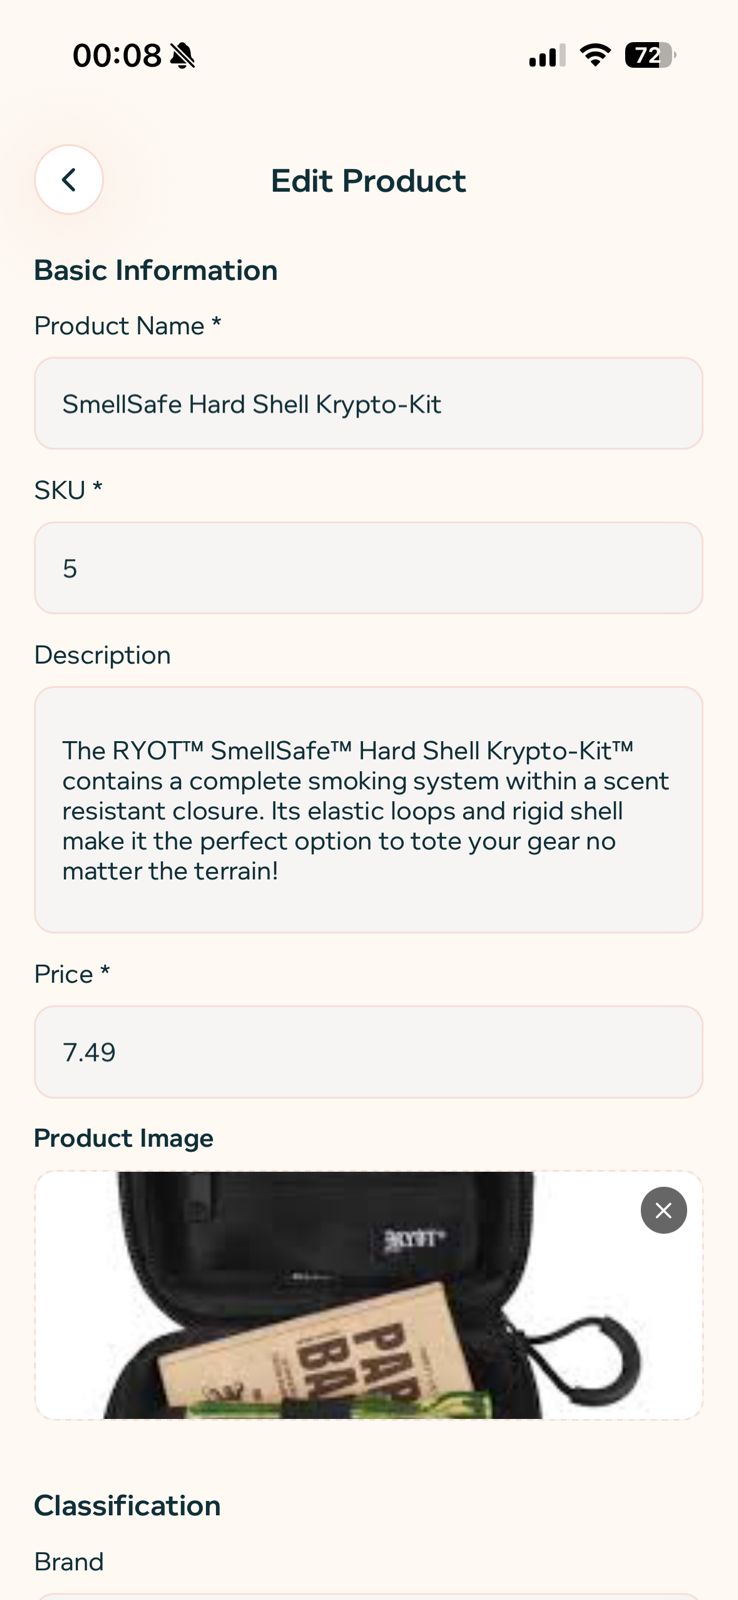 00:08
72
Edit Product
Basic Information
Product Name *
SmellSafe Hard Shell Krypto-Kit
SKU *
5
Description
The RYOT™ SmellSafe™ Hard Shell Krypto-Kit™
contains a complete smoking system within a scent
resistant closure. Its elastic loops and rigid shell
make it the perfect option to tote your gear no
matter the terrain!
Price *
7.49
Product Image
RYOT
Classification
Brand